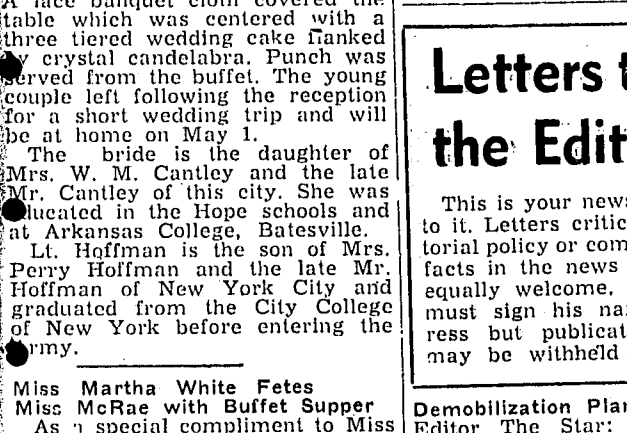 A lace banquet cloth covered the
table which was centered with a
three tiered wedding cake flanked
by crystal candelabra. Punch was
served from the buffet. The young
couple left following the reception
for a short wedding trip and will
be at home on May 1.
The bride is the daughter of
Mrs. W. M. Cantley and the late
Mr. Cantley of this city. She was
educated in the Hope schools and
at Arkansas College, Batesville.
Lt. Hoffman is the son of Mrs.
Perry Hoffman and the late Mr.
Hoffman of New York City and
graduated from the City College
of New York before entering the
Army.
Miss Martha White Fetes
Miss McRae with Buffet Supper
As a special compliment to Miss
Letters t
the Edit
This is your news
to it. Letters critic
torial policy or com
facts in the news
equally welcome.
must sign his na
ress but publicat
may be withheld
Demobilization Plan
Editor The Star: